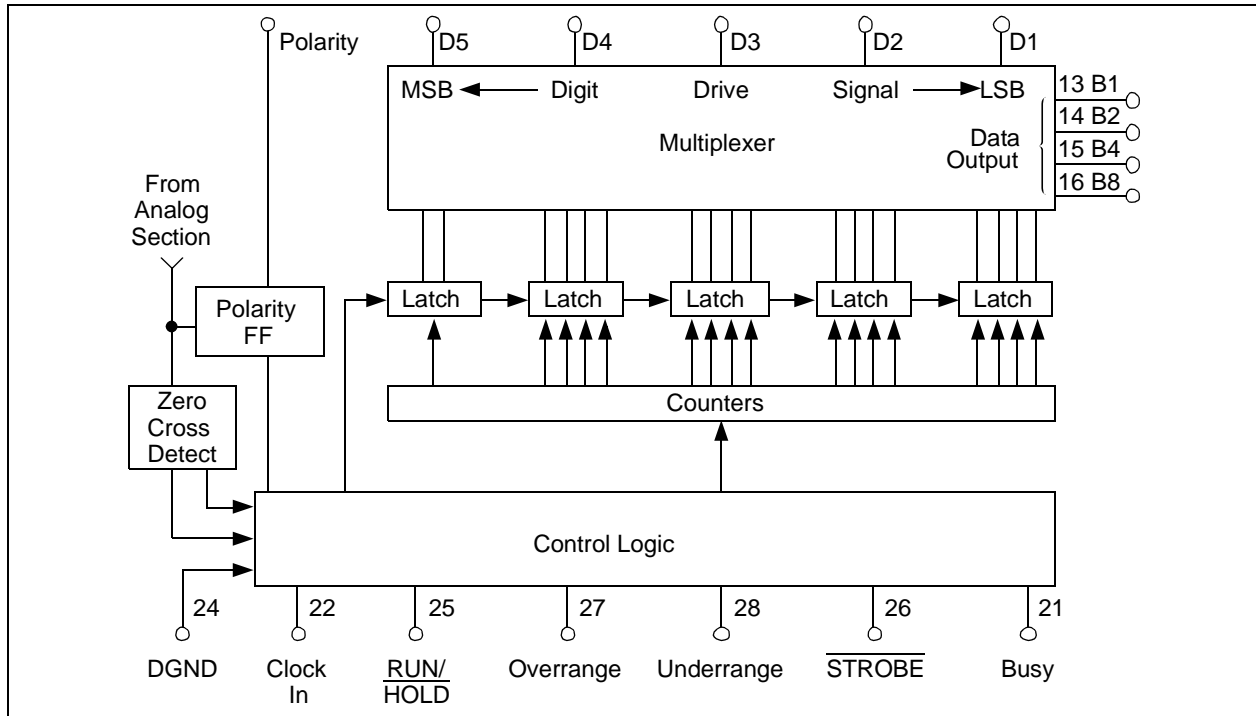 Polarity
D5
D4
D3
D2
D1
MSB
Digit
Drive
Signal
LSB
13 B1
14 B2
15 B4
16 B8
Multiplexer
Data
Output
From
Analog
Section
Polarity
FF
Latch
Latch
Latch
Latch
Latch
Zero
Cross
Detect
Counters
Control Logic
24
22
25
27
28
26
21
DGND
Clock
In
RUN/
HOLD
Overrange
Underrange
STROBE
Busy